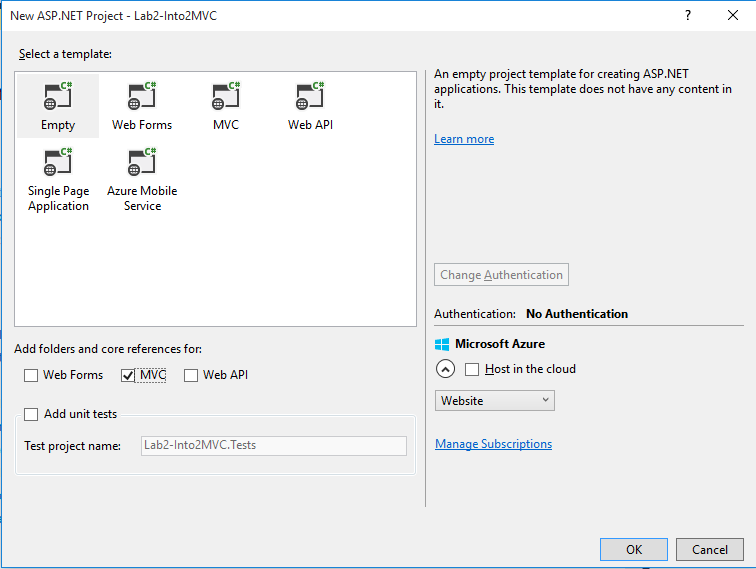 New ASP.NET Project - Lab2-Into2MVC
?
Select a template:
C#
C#
C#
C#
Empty
Web Forms
MVC
Web API
C#
C#
Single Page
Application
Azure Mobile
Service
An empty project template for creating ASP.NET
applications. This template does not have any content in
it.
Learn more
Change Authentication
Authentication: No Authentication
Microsoft Azure
Host in the cloud
Website
Manage Subscriptions
Add folders and core references for:
Web Forms
MVC
Web API
Add unit tests
Test project name:
Lab2-Into2MVC.Tests
OK
Cancel